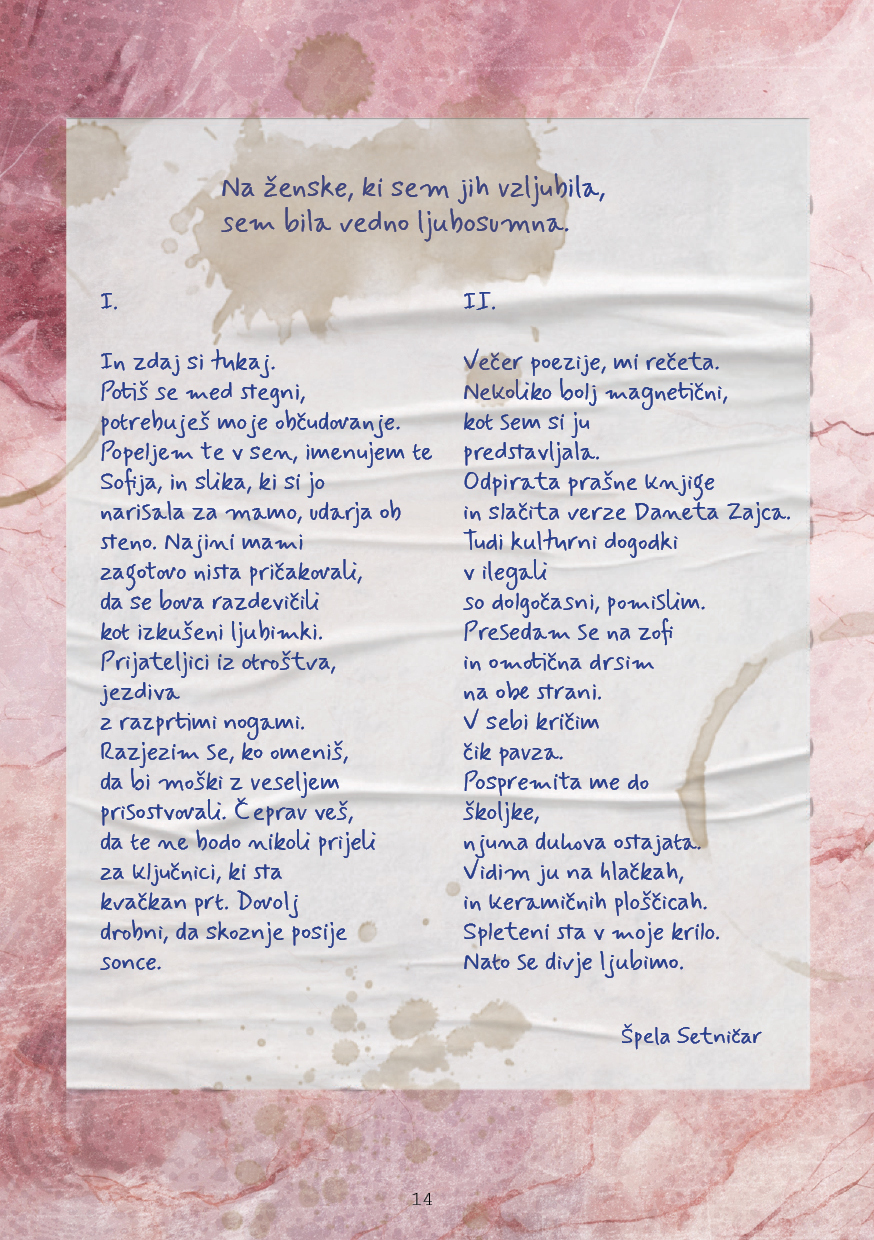 Na ženske, ki sem jih vzljubila,
sem bila vedno ljubosumna.
I.
In zdaj si tukaj.
Potiš se med stegni,
potrebuješ moje občudovanje.
Popeljem te v sen, imenujem te
Sofija, in slika, ki si jo
narisala za mamo, udarja ob
steno. Najini mami
zagotovo nista pričakovali,
da se bova razdevičili
kot izkušeni ljubimki.
Prijateljici iz otroštva,
jezdiva
z razprtimi nogami.
Razjezim se, ko omeniš,
da bi moški z veseljem
prisostvovali. Čeprav veš,
da te ne bodo nikoli prijeli
za ključnici, ki sta
kvačkan prt. Dovolj
drobni, da skoznje posije
sonce.
II.
Večer poezije, mi rečeta.
Nekoliko bolj magnetični,
kot sem si ju
predstavljala.
Odpirata prašne knjige
in slačita verze Daneta Zajca.
Tudi kulturni dogodki
v ilegali
so dolgočasni, pomislim.
Presedam se na zofi
in omotična drsim
na obe strani.
V sebi kričim
čik pavza.
Pospremita me do
školjke,
njuna duhova ostajata.
Vidim ju na hlačkah,
in keramičnih ploščicah.
Spleteni sta v moje krilo.
Nato se divje ljubimo.
Špela Setničar
14